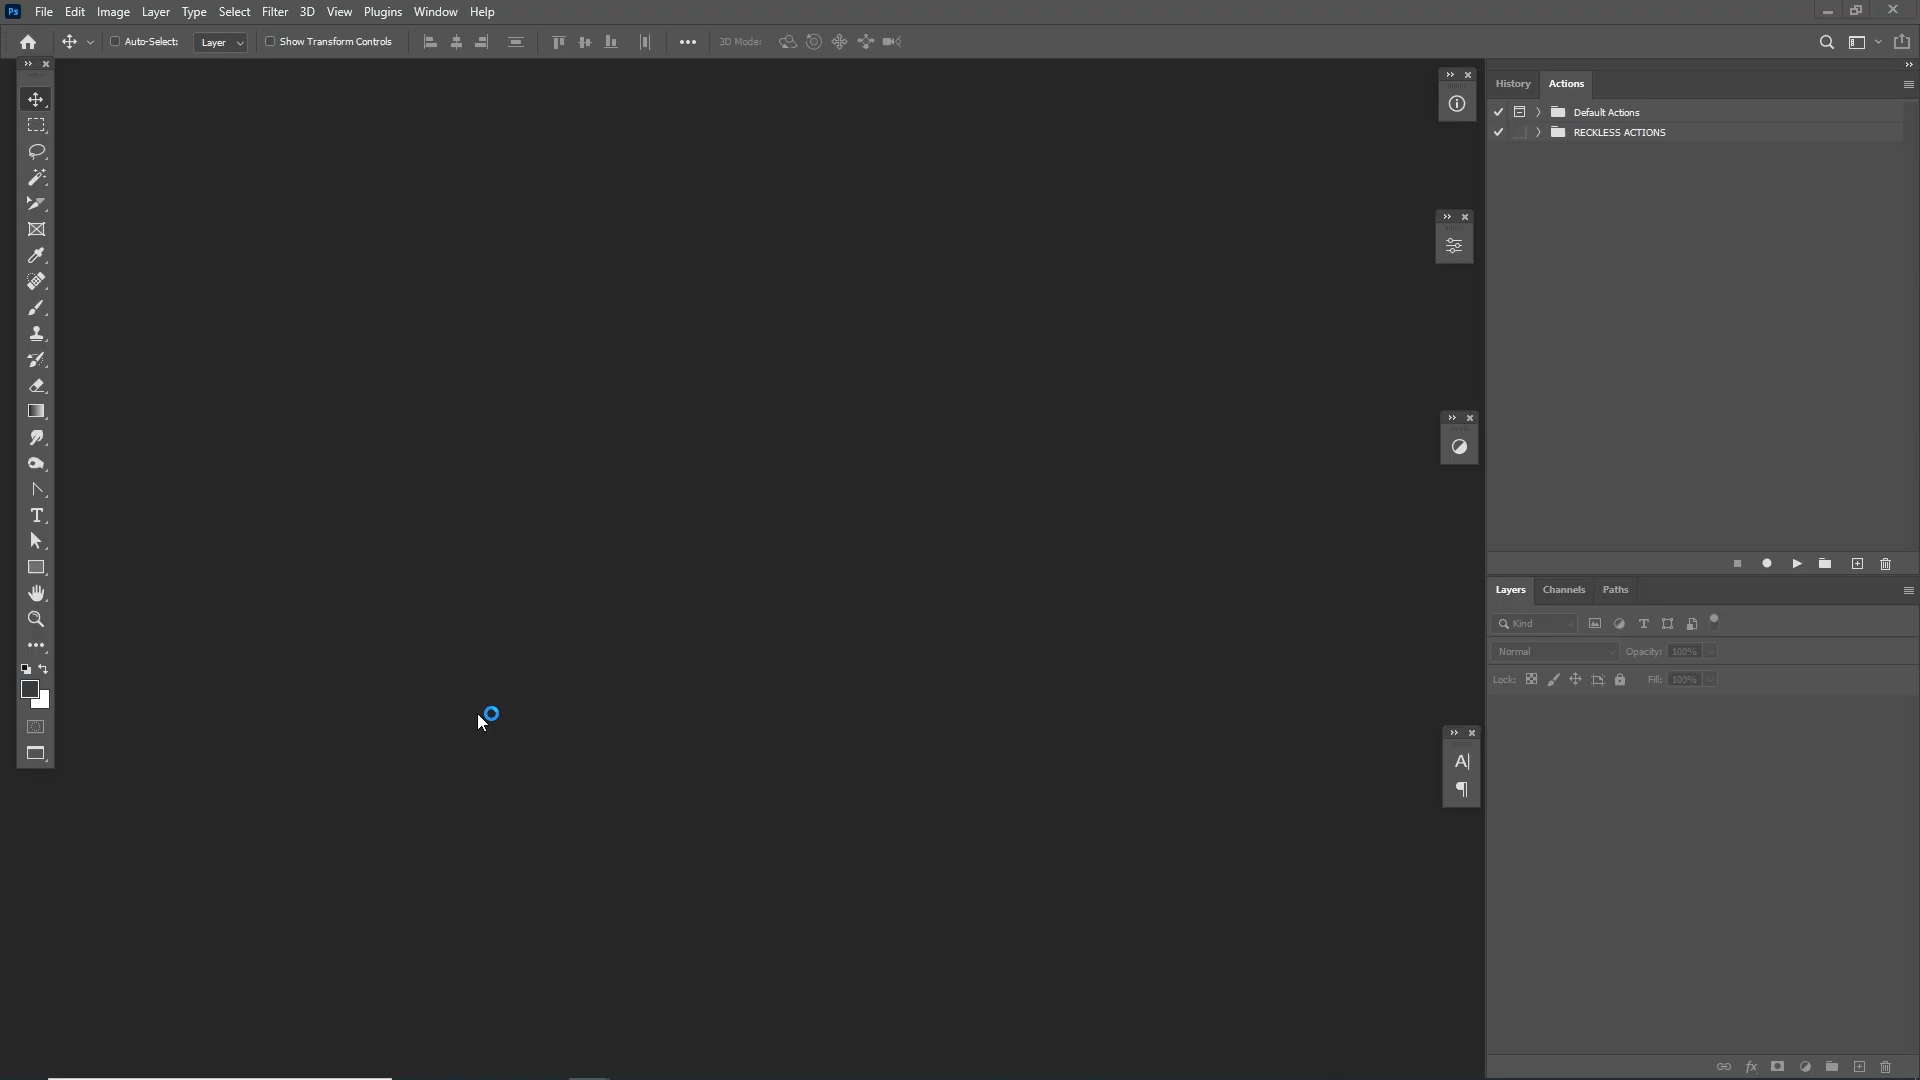 Ps File Edit Image Layer Type Select Filter 3D View Plugins Window Help
Auto-Select: Layer Show Transform Controls 3D Mode:
History Actions
Default Actions
RECKLESS ACTIONS
T
Layers Channels Paths
Kind T
Normal Opacity: 100%
Lock: Fill: 100%
A|
¶
fx